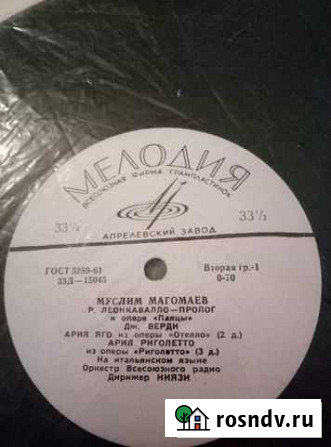 МЕЛОДИЯ
ВСЕСОЮЗНАЯ ФИРМА ГРАМПЛАСТИНОК
33⅓ 33⅓
АПРЕЛЕВСКИЙ ЗАВОД
ГОСТ 5289-61 Вторая гр.-1
33Д-15045 0-70
МУСЛИМ МАГОМАЕВ
Р. ЛЕОНКАВАЛЛО—ПРОЛОГ
к опере «Паяцы»
Дж. ВЕРДИ
АРИЯ ЯГО из оперы «Отелло» (2 д.)
АРИЯ РИГОЛЕТТО
из оперы «Риголетто» (3 д.)
На итальянском языке
Оркестр Всесоюзного радио
Дирижер НИЯЗИ
rosndv.ru